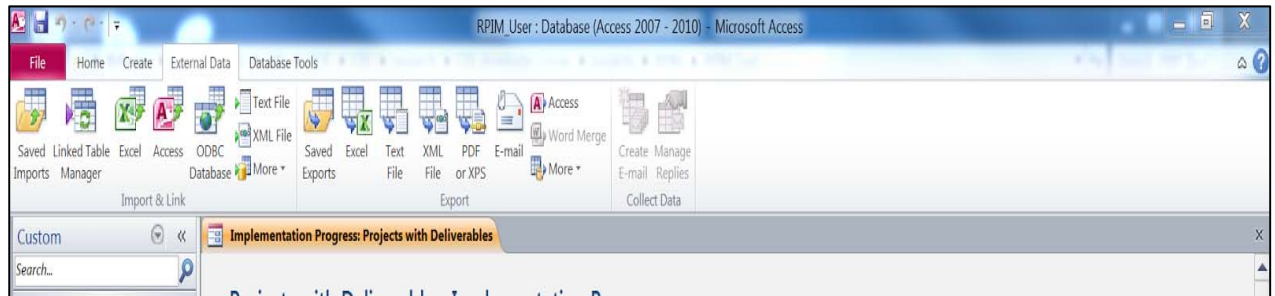 RPIM_User : Database (Access 2007 - 2010) - Microsoft Access
File Home Create External Data Database Tools
Saved Imports
Linked Table Manager
Excel
Access
ODBC Database
Text File
XML File
More
Import & Link
Saved Exports
Excel
Text File
XML File
PDF or XPS
E-mail
Access
Word Merge
More
Export
Create E-mail
Manage Replies
Collect Data
Custom
Implementation Progress: Projects with Deliverables
Search...